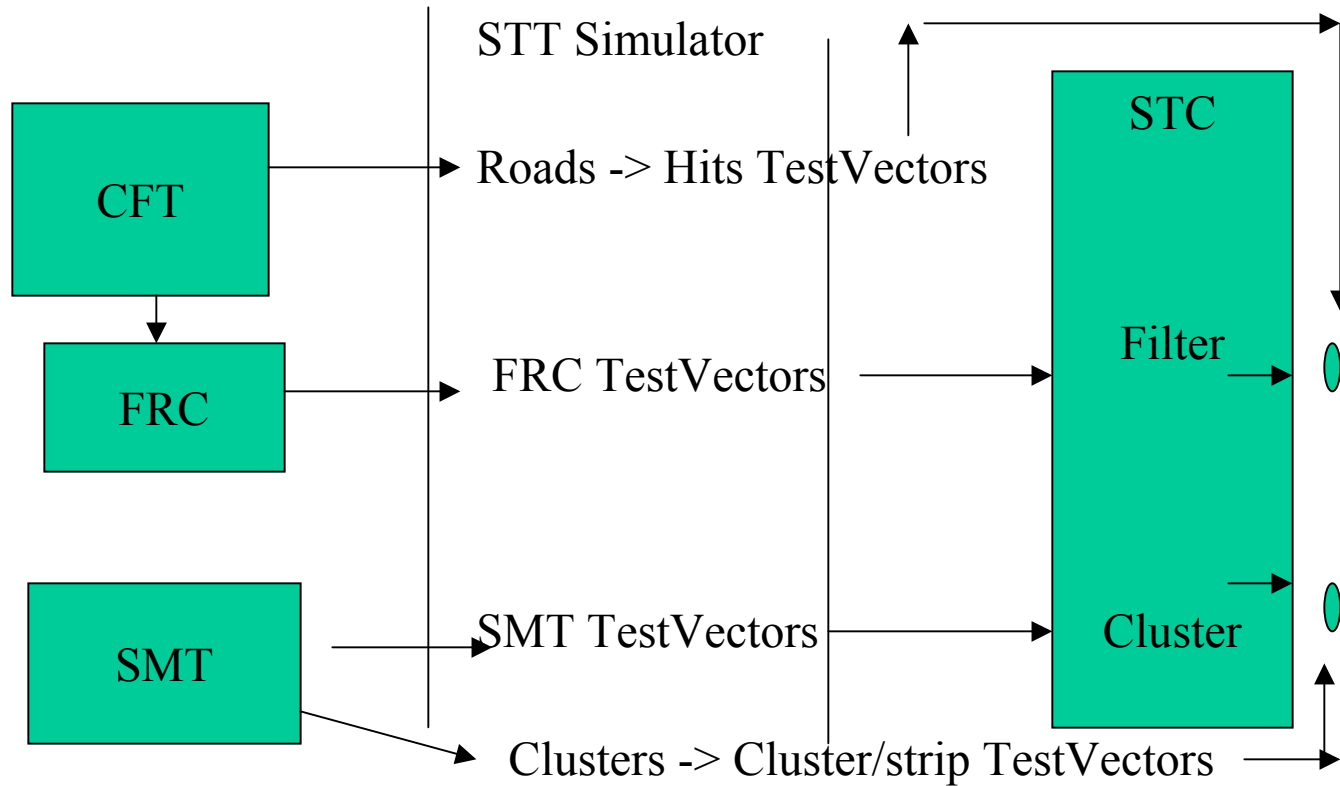 STT Simulator
STC
CFT
Roads -> Hits TestVectors
Filter
FRC
FRC TestVectors
SMT
SMT TestVectors
Cluster
Clusters -> Cluster/strip TestVectors